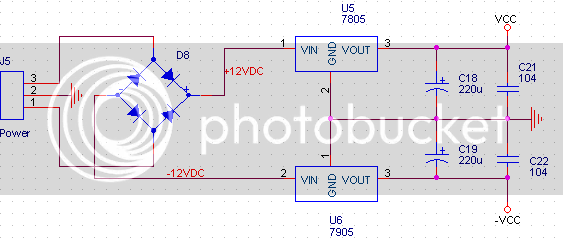 U5
7805
VCC
J5
D8
1
VIN
VOUT
3
GND
+12VDC
3
2
1
-
+
2
C18
220u
C21
104
photobucket
Power
1
C19
220u
C22
104
-12VDC
2
VIN
GND
VOUT
3
U6
7905
-VCC